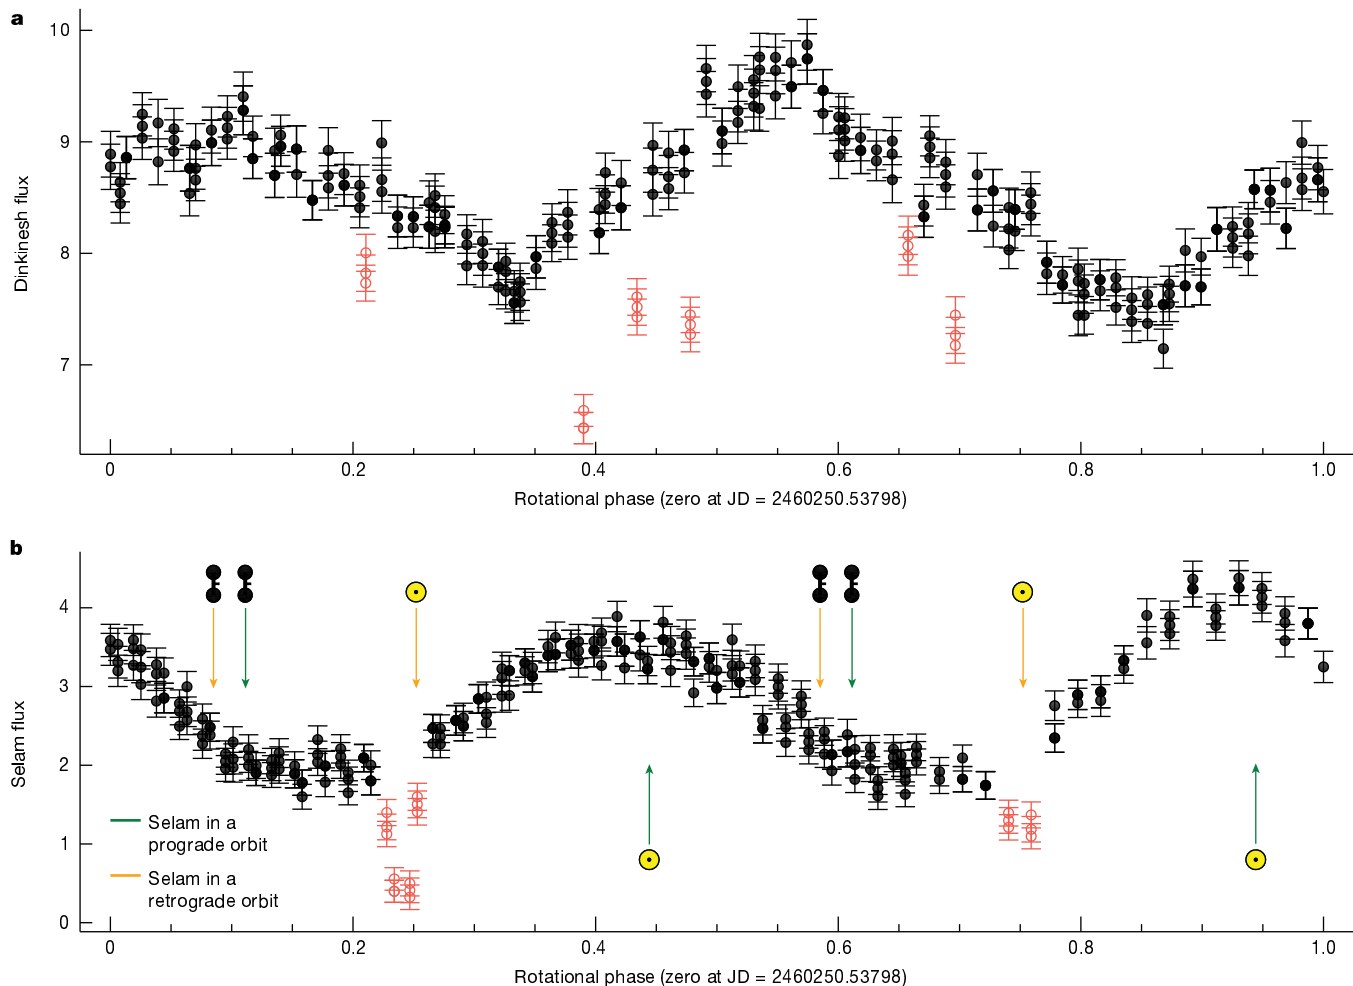 a
10
9
8
7
Dinkinesh flux
0 0.2 0.4 0.6 0.8 1.0
Rotational phase (zero at JD = 2460250.53798)
b
4
3
2
1
0
Selam flux
Selam in a
prograde orbit
Selam in a
retrograde orbit
0 0.2 0.4 0.6 0.8 1.0
Rotational phase (zero at JD = 2460250.53798)